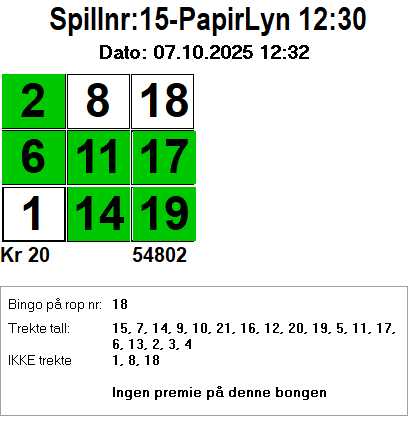 Spillnr:15-PapirLyn 12:30
Dato: 07.10.2025 12:32
2 8 18
6 11 17
1 14 19
Kr 20 54802
Bingo på rop nr: 18
Trekte tall: 15, 7, 14, 9, 10, 21, 16, 12, 20, 19, 5, 11, 17,
6, 13, 2, 3, 4
IKKE trekte 1, 8, 18
Ingen premie på denne bongen